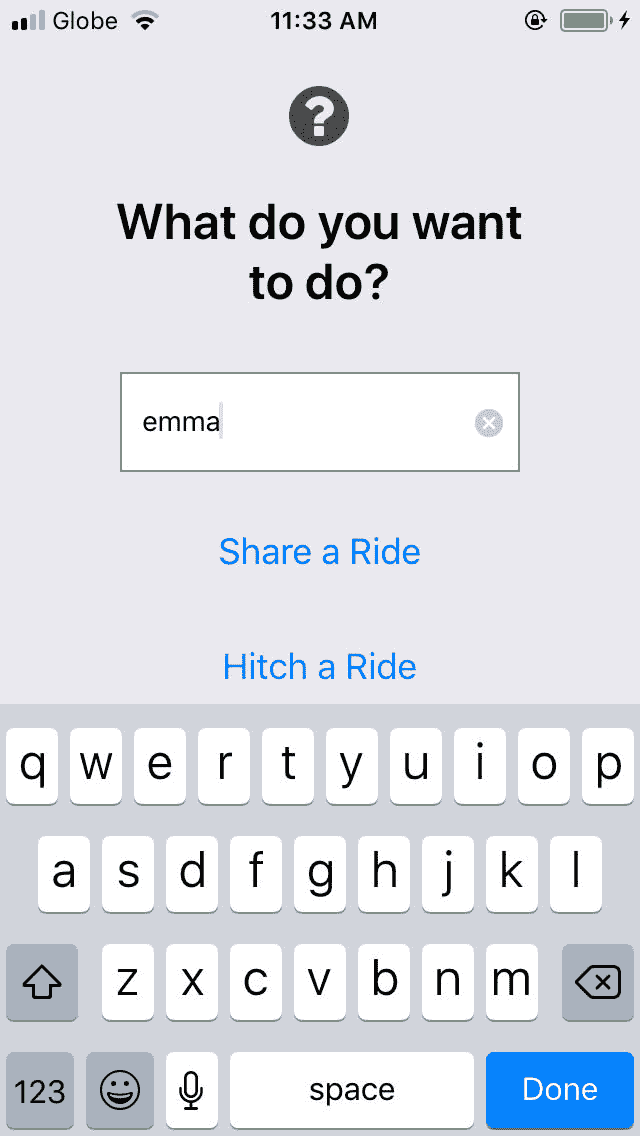 Globe 11:33 AM
?
What do you want
to do?
emma
Share a Ride
Hitch a Ride
q w e r t y u i o p
a s d f g h j k l
z x c v b n m
123 space Done